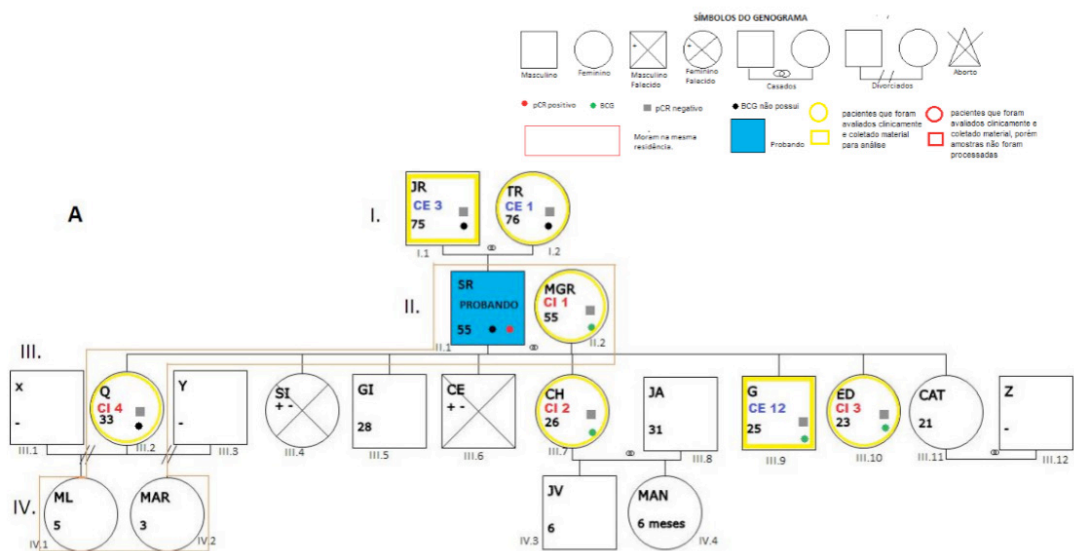 SÍMBOLOS DO GENOGRAMA
Masculino
Feminino
Masculino
Falecido
Feminino
Falecido
Casados
Divorciados
Aborto
pCR positivo
BCG
pCR negativo
BCG não possui
Moram na mesma
residência.
Probando
pacientes que foram
avaliados clinicamente
e coletado material
para análise
pacientes que foram
avaliados clinicamente e
coletado material, porém
amostras não foram
processadas
A
I.
JR
CE 3
75
I.1
TR
CE 1
76
I.2
II.
SR
PROBANDO
55
II.1
MGR
CI 1
55
II.2
III.
X
-
III.1
Q
CI 4
33
III.2
Y
-
III.3
SI
+ -
III.4
GI
28
III.5
CE
+ -
III.6
CH
CI 2
26
III.7
JA
31
III.8
G
CE 12
25
III.9
ED
CI 3
23
III.10
CAT
21
III.11
Z
-
III.12
IV.
ML
5
IV.1
MAR
3
IV.2
JV
6
IV.3
MAN
6 meses
IV.4